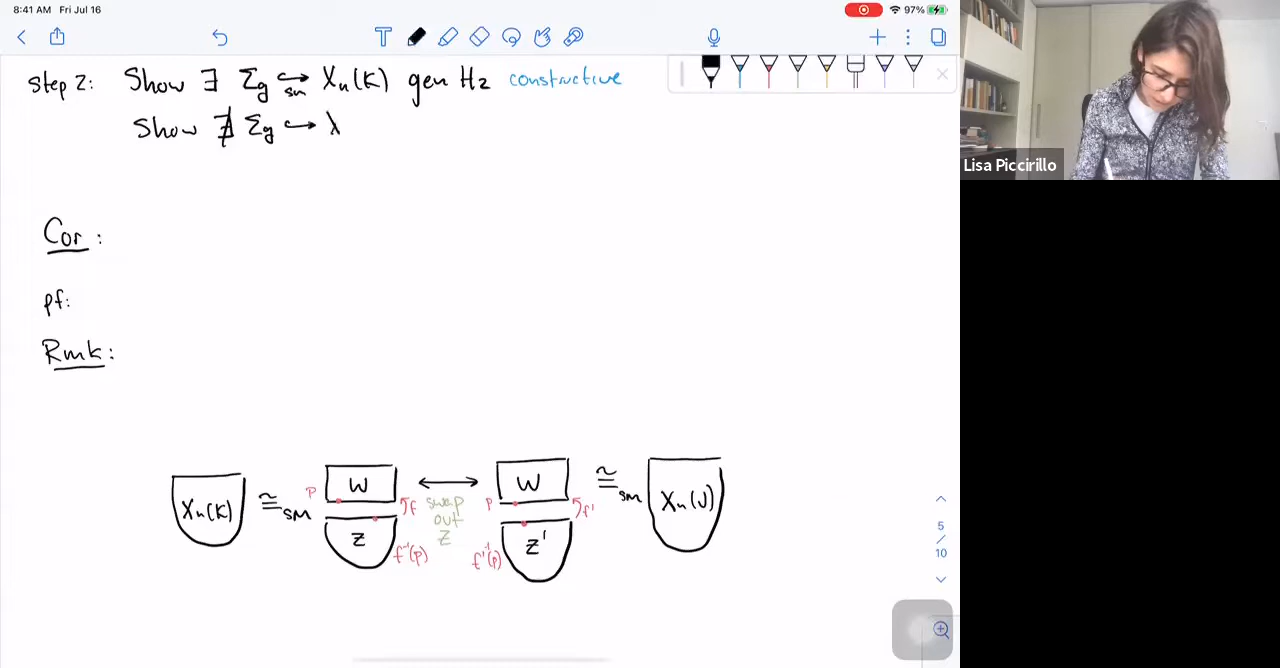 8:41 AM Fri Jul 16
97%
Step 2: Show ∃ Σg ↪sm Xn(K) gen H2 constructive
Show ∄ Σg ↪ λ
Lisa Piccirillo
Cor:
pf:
Rmk:
Xn(K) ≅sm W ↔ W ≅sm Xn(J)
p f swap out Z p f'
Z Z'
f⁻¹(p) f'⁻¹(p)
5
/
10